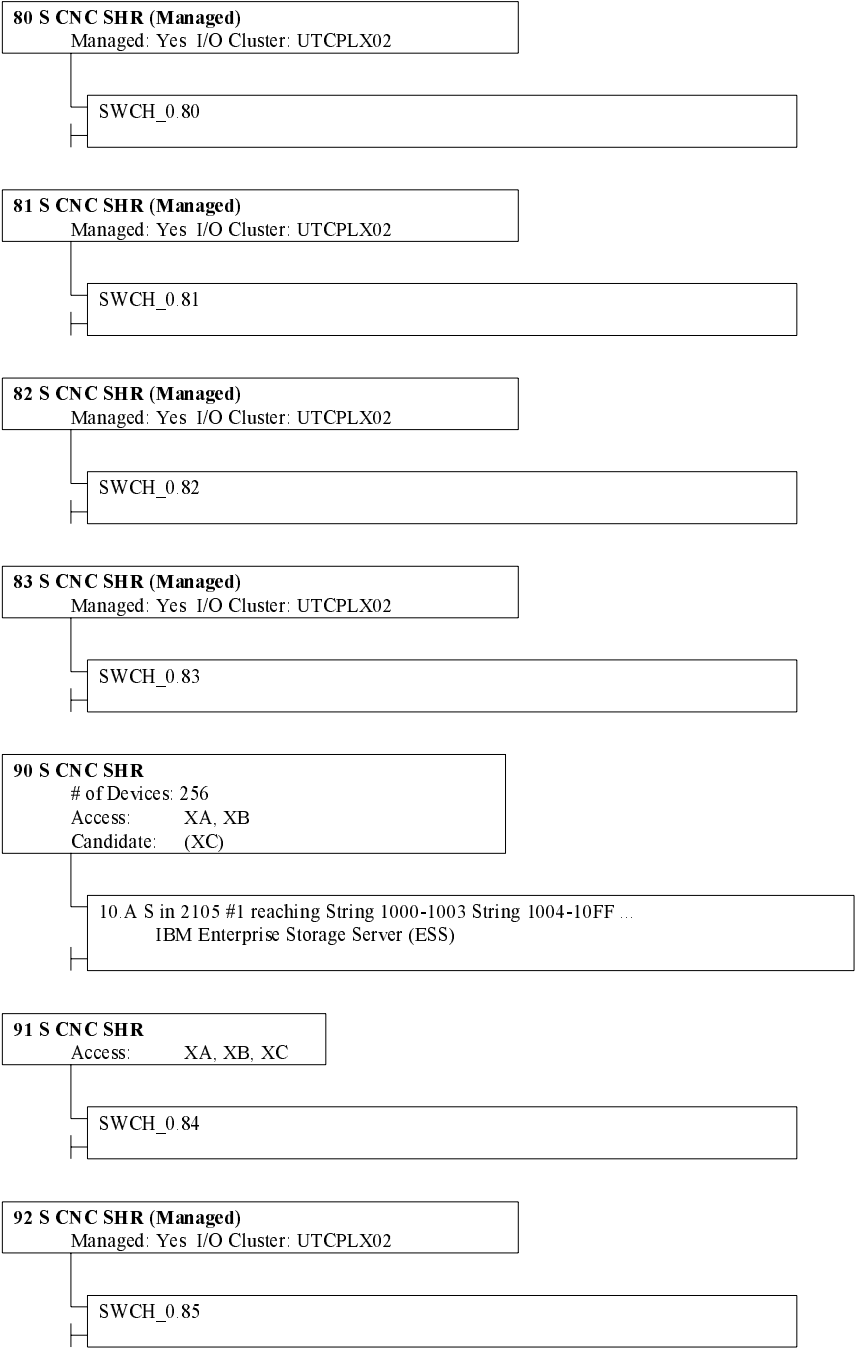 80 S CNC SHR (Managed)
Managed: Yes I/O Cluster: UTCPLX02
SWCH_0.80
81 S CNC SHR (Managed)
Managed: Yes I/O Cluster: UTCPLX02
SWCH_0.81
82 S CNC SHR (Managed)
Managed: Yes I/O Cluster: UTCPLX02
SWCH_0.82
83 S CNC SHR (Managed)
Managed: Yes I/O Cluster: UTCPLX02
SWCH_0.83
90 S CNC SHR
# of Devices: 256
Access: XA, XB
Candidate: (XC)
10.A S in 2105 #1 reaching String 1000-1003 String 1004-10FF ...
IBM Enterprise Storage Server (ESS)
91 S CNC SHR
Access: XA, XB, XC
SWCH_0.84
92 S CNC SHR (Managed)
Managed: Yes I/O Cluster: UTCPLX02
SWCH_0.85